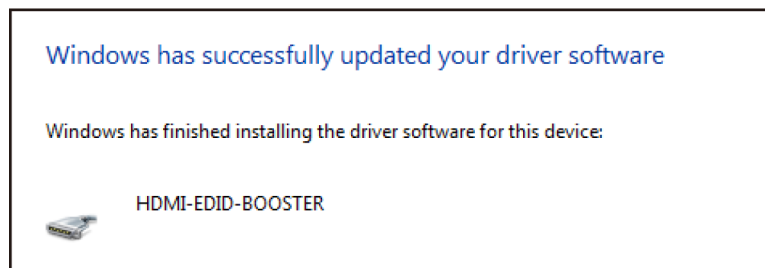 Windows has successfully updated your driver software
Windows has finished installing the driver software for this device:
HDMI-EDID-BOOSTER